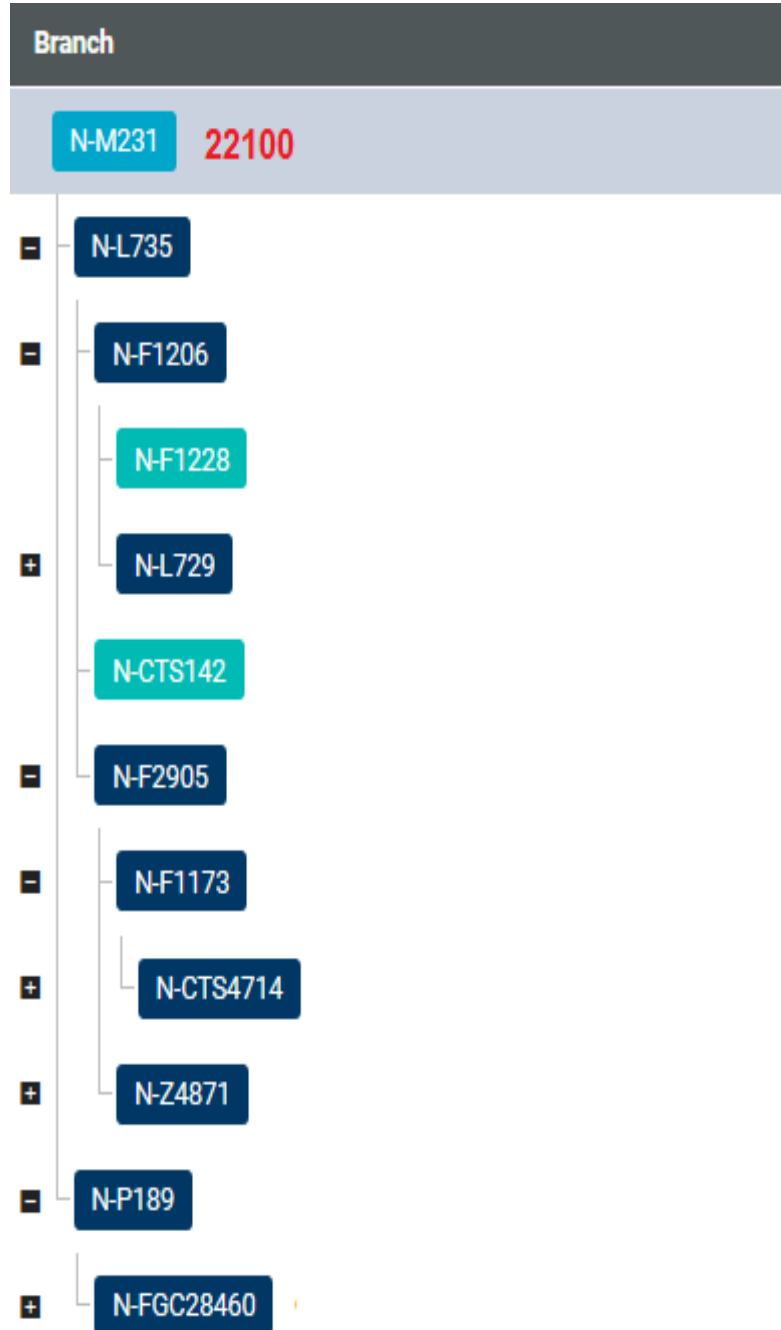 Branch
N-M231 22100
N-L735
N-F1206
N-F1228
N-L729
N-CTS142
N-F2905
N-F1173
N-CTS4714
N-Z4871
N-P189
N-FGC28460